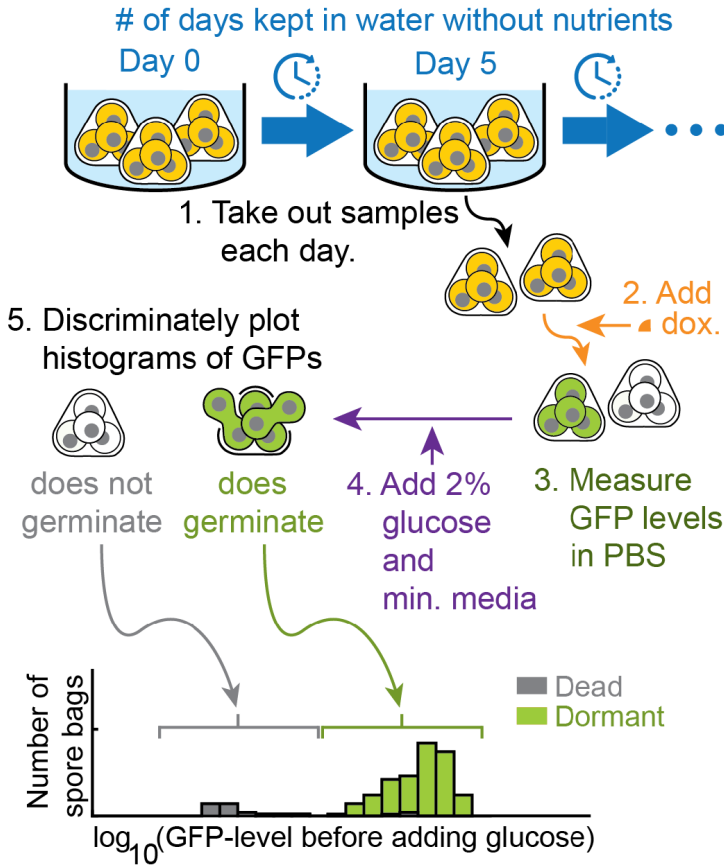 # of days kept in water without nutrients
Day 0
Day 5
1. Take out samples
each day.
2. Add
dox.
3. Measure
GFP levels
in PBS
4. Add 2%
glucose
and
min. media
5. Discriminately plot
histograms of GFPs
does not
germinate
does
germinate
Dead
Dormant
Number of
spore bags
log10(GFP-level before adding glucose)